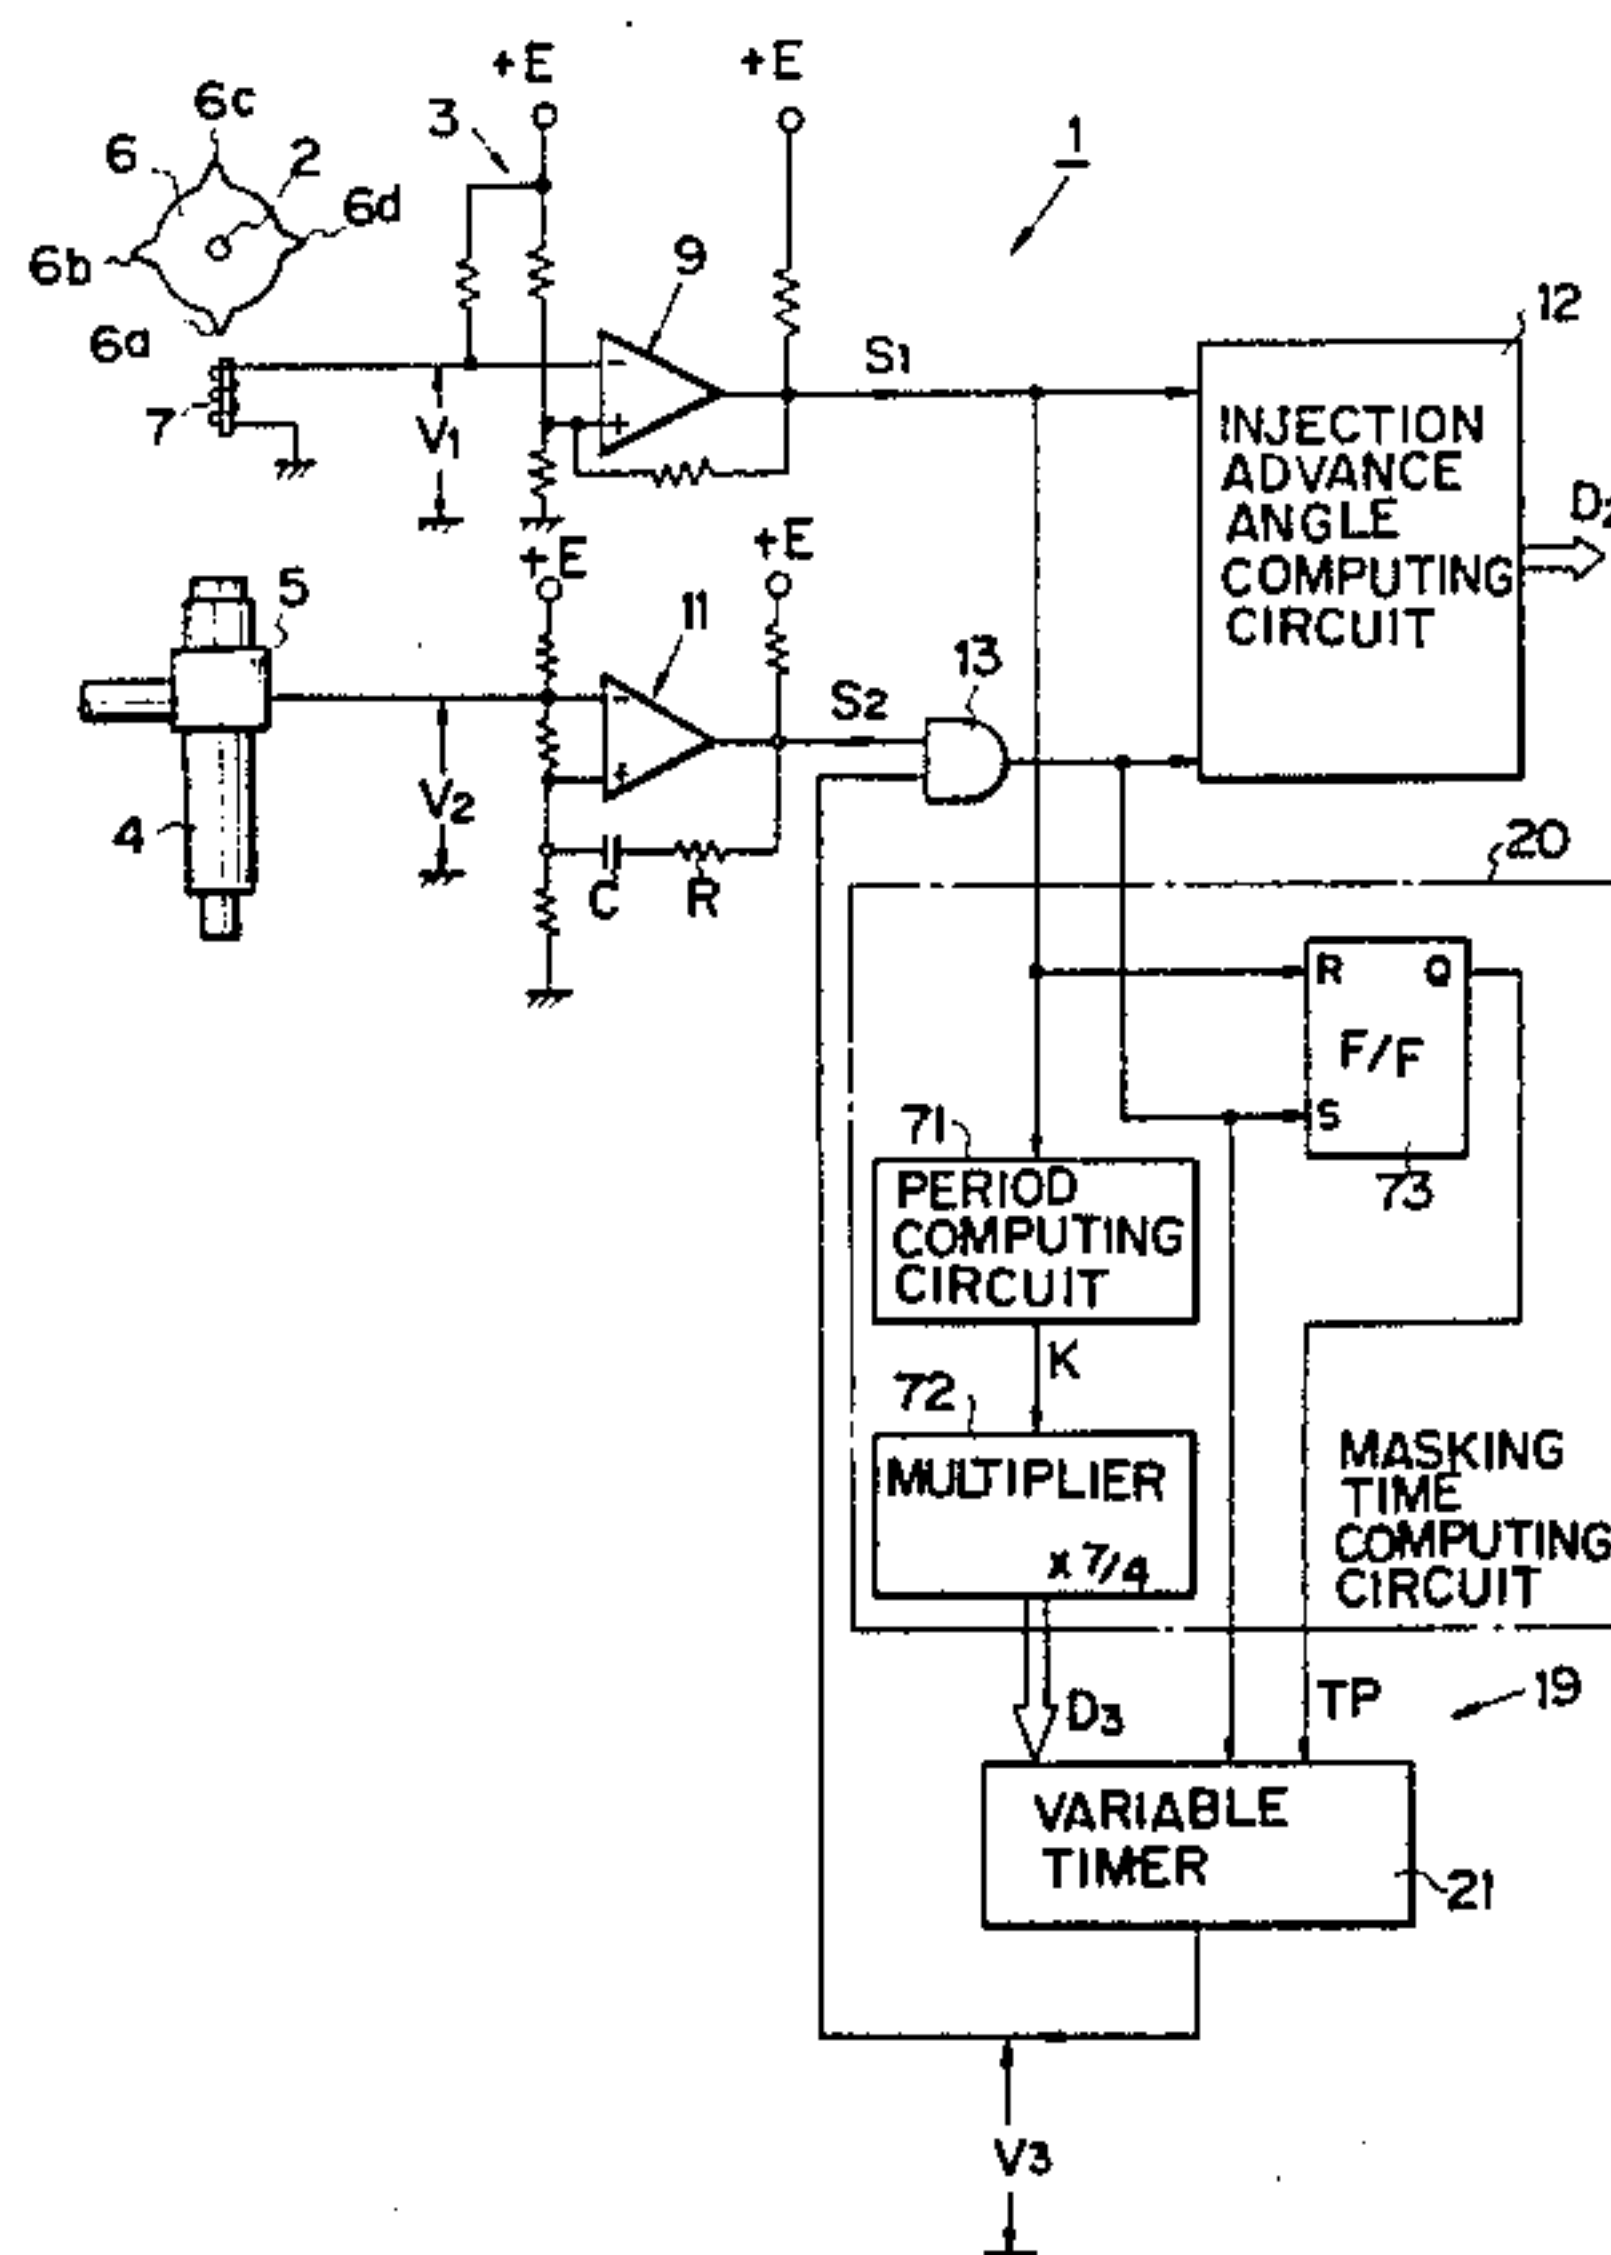 +E
+E
1
6c
3
6
2
6d
6b
9
12
6a
S1
7
V1
INJECTION
ADVANCE
ANGLE
COMPUTING
CIRCUIT
+E
+E
5
11
13
S2
V2
4
20
C
R
R Q
F/F
S
71
73
PERIOD
COMPUTING
CIRCUIT
K
72
MULTIPLIER
x 7/4
MASKING
TIME
COMPUTING
CIRCUIT
D3
TP
19
VARIABLE
TIMER
21
V3